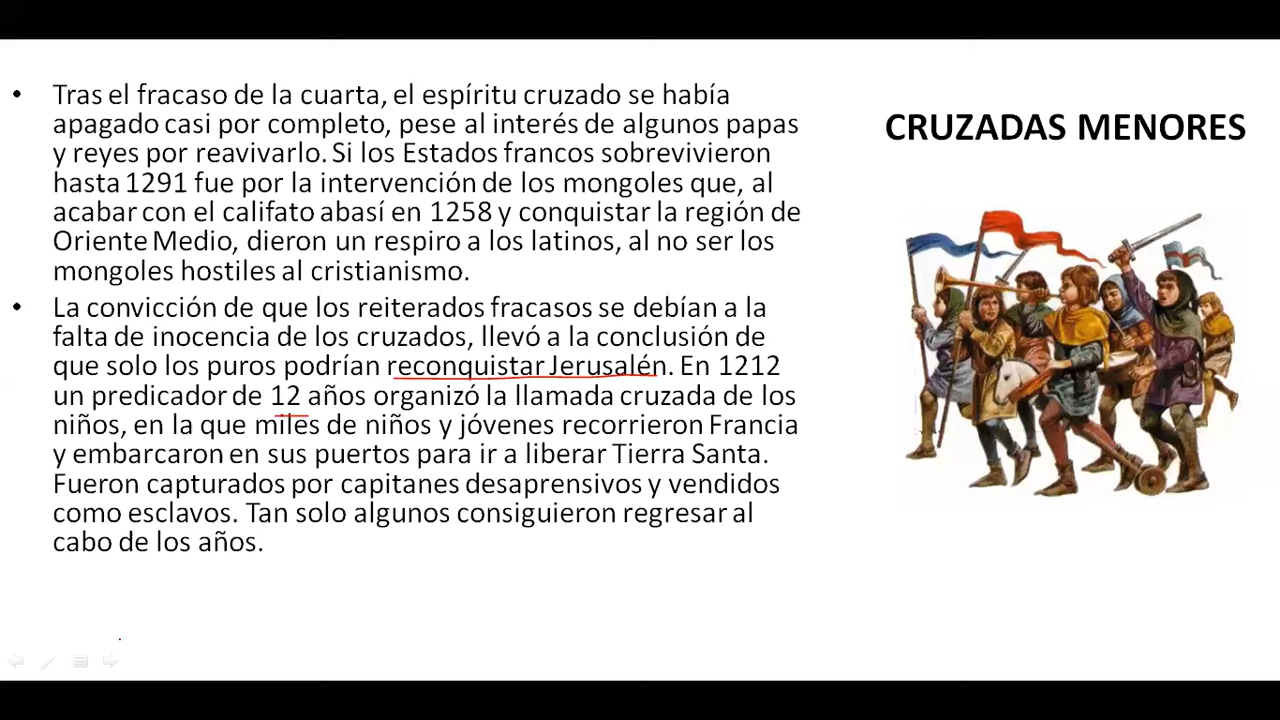 • Tras el fracaso de la cuarta, el espíritu cruzado se había
apagado casi por completo, pese al interés de algunos papas
y reyes por reavivarlo. Si los Estados francos sobrevivieron
hasta 1291 fue por la intervención de los mongoles que, al
acabar con el califato abasí en 1258 y conquistar la región de
Oriente Medio, dieron un respiro a los latinos, al no ser los
mongoles hostiles al cristianismo.
• La convicción de que los reiterados fracasos se debían a la
falta de inocencia de los cruzados, llevó a la conclusión de
que solo los puros podrían reconquistar Jerusalén. En 1212
un predicador de 12 años organizó la llamada cruzada de los
niños, en la que miles de niños y jóvenes recorrieron Francia
y embarcaron en sus puertos para ir a liberar Tierra Santa.
Fueron capturados por capitanes desaprensivos y vendidos
como esclavos. Tan solo algunos consiguieron regresar al
cabo de los años.
CRUZADAS MENORES